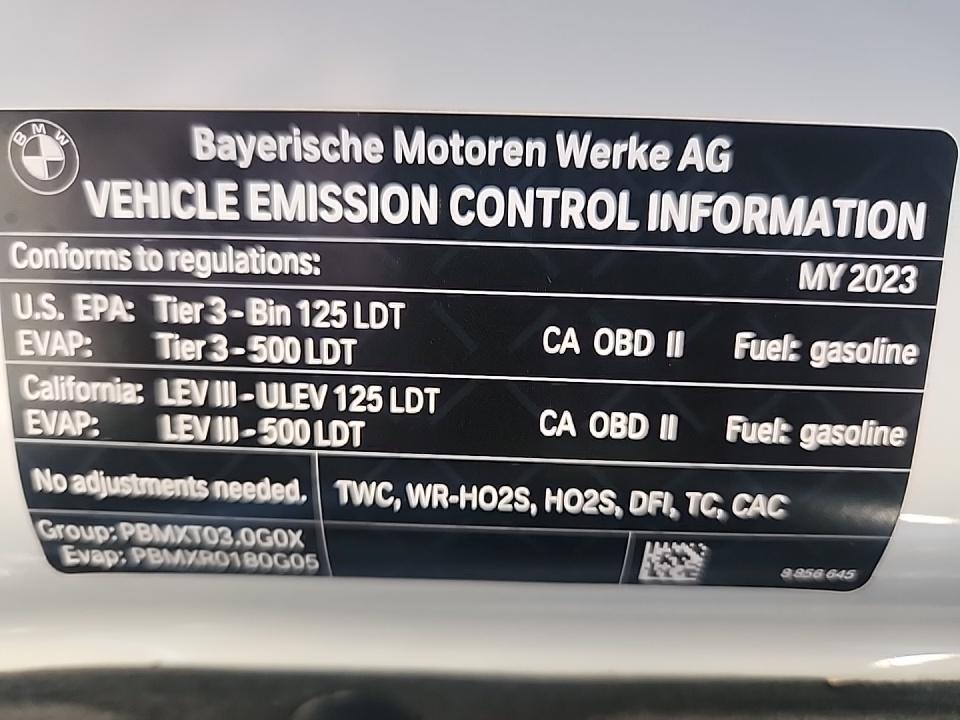 BMW
Bayerische Motoren Werke AG
VEHICLE EMISSION CONTROL INFORMATION
Conforms to regulations: MY 2023
U.S. EPA: Tier 3 - Bin 125 LDT
EVAP: Tier 3 - 500 LDT CA OBD II Fuel: gasoline
California: LEV III - ULEV 125 LDT
EVAP: LEV III - 500 LDT CA OBD II Fuel: gasoline
No adjustments needed. TWC, WR-HO2S, HO2S, DFI, TC, CAC
Group: PBMXT03.0G0X
Evap: PBMXR0180G05
8 956 645